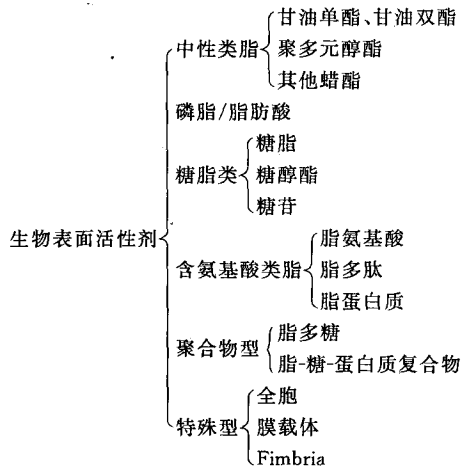 甘油单酯、甘油双酯
中性类脂
聚多元醇酯
其他蜡酯
磷脂/脂肪酸
糖脂
糖脂类
糖醇酯
糖苷
生物表面活性剂
脂氨基酸
含氨基酸类脂
脂多肽
脂蛋白质
脂多糖
聚合物型
脂-糖-蛋白质复合物
全胞
特殊型
膜载体
Fimbria